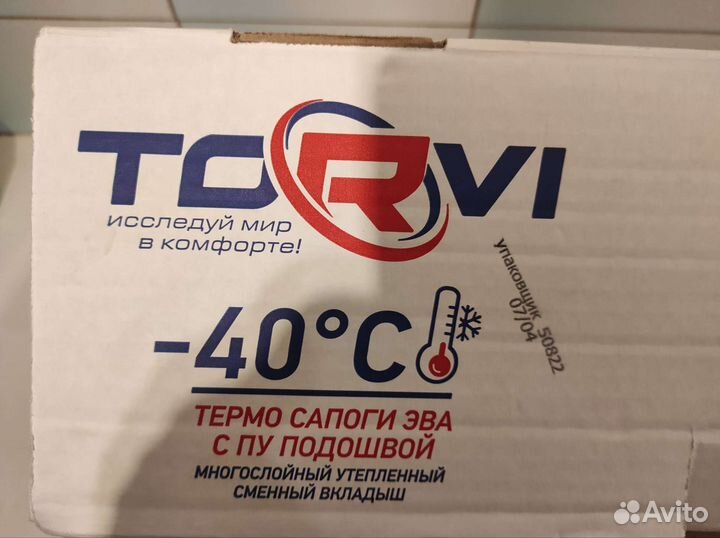 TORVI
исследуй мир
в комфорте!
упаковщик 50822
07/04
-40°C
ТЕРМО САПОГИ ЭВА
С ПУ ПОДОШВОЙ
МНОГОСЛОЙНЫЙ УТЕПЛЕННЫЙ
СМЕННЫЙ ВКЛАДЫШ
Avito